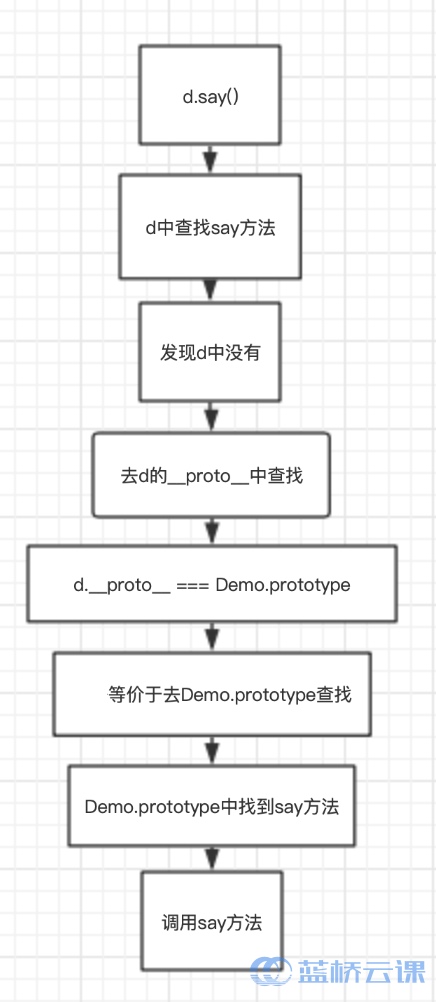 d.say()
d中查找say方法
发现d中没有
去d的__proto__中查找
d.__proto__ === Demo.prototype
等价于去Demo.prototype查找
Demo.prototype中找到say方法
调用say方法
蓝桥云课